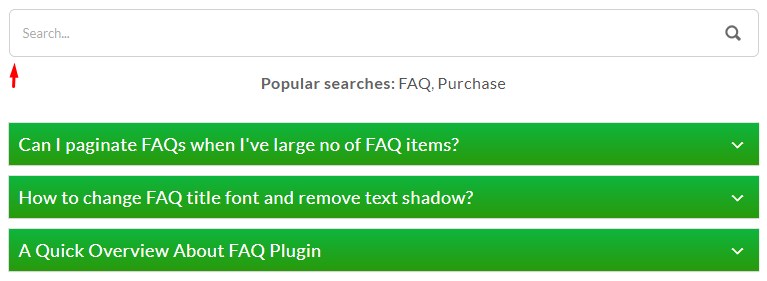 Search...
Popular searches: FAQ, Purchase
Can I paginate FAQs when I've large no of FAQ items?
How to change FAQ title font and remove text shadow?
A Quick Overview About FAQ Plugin